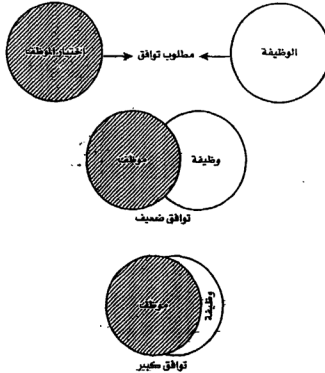 الوظيفة
مطلوب توافق
اختيار الموظف
وظيفة
موظف
توافق ضعيف
وظيفة
موظف
توافق كبير